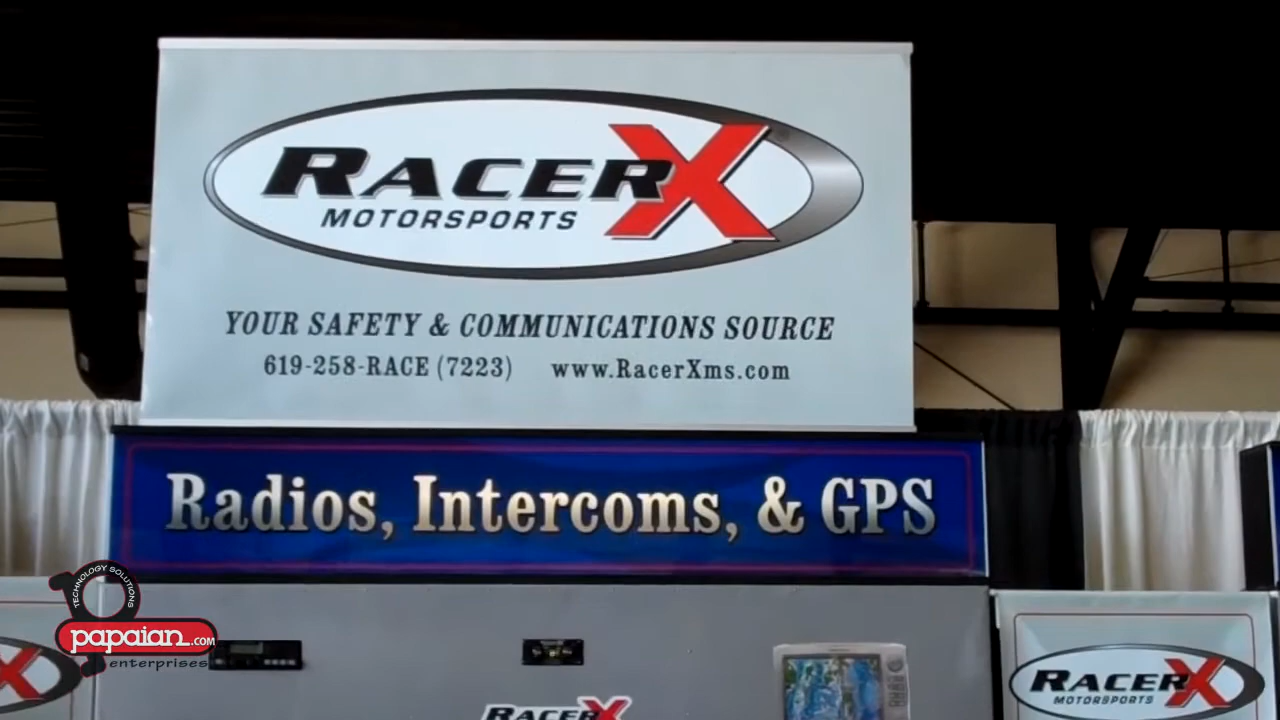 RACER X
MOTORSPORTS
YOUR SAFETY & COMMUNICATIONS SOURCE
619-258-RACE (7223) www.RacerXms.com
Radios, Intercoms, & GPS
TECHNOLOGY SOLUTIONS
papaian.com
enterprises
RACER X
RACER X
MOTORSPORTS